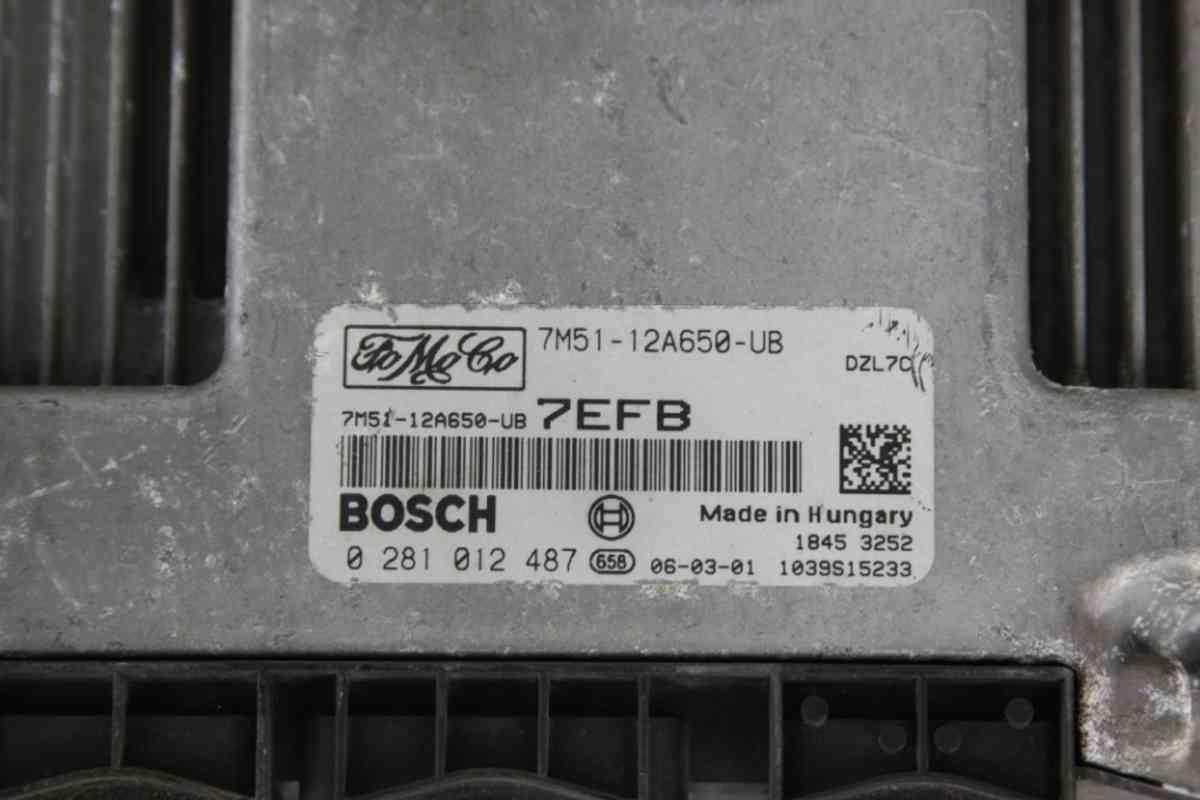 FoMoCo 7M51-12A650-UB
DZL7C
7M51-12A650-UB 7EFB
BOSCH
Made in Hungary
1845 3252
0 281 012 487 658 06-03-01 1039S15233